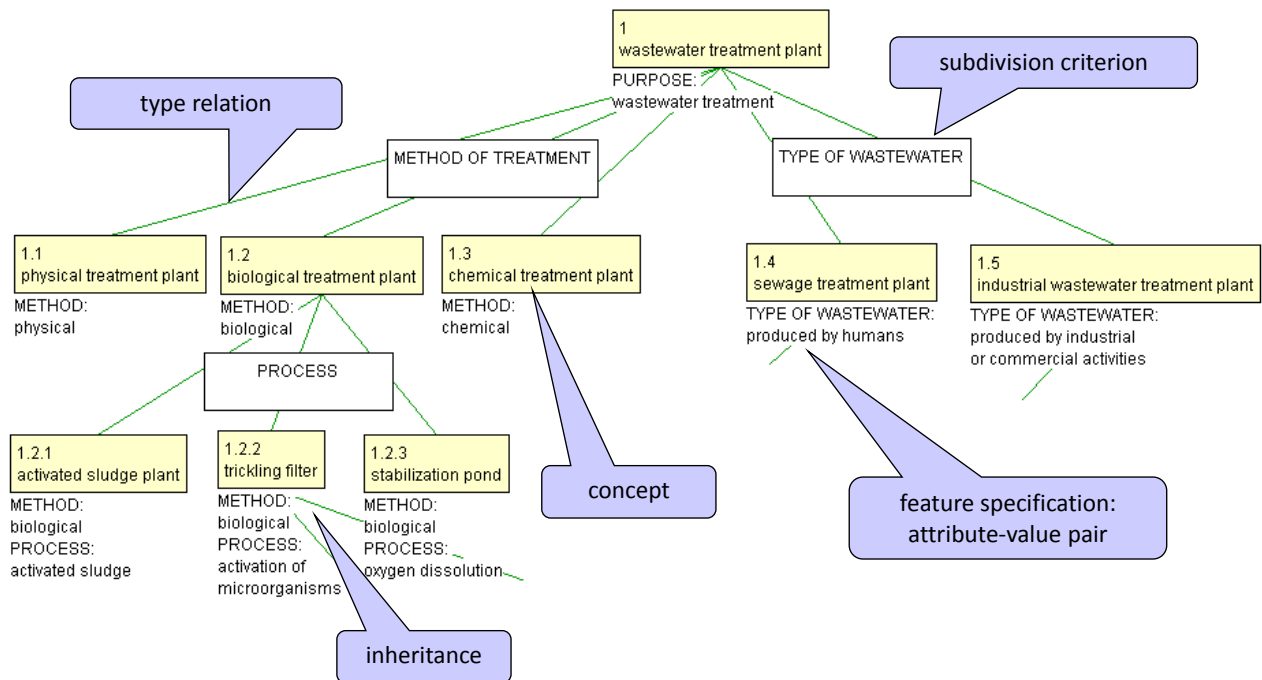 1
wastewater treatment plant
PURPOSE:
wastewater treatment
type relation
subdivision criterion
METHOD OF TREATMENT
TYPE OF WASTEWATER
1.1
physical treatment plant
METHOD:
physical
1.2
biological treatment plant
METHOD:
biological
1.3
chemical treatment plant
METHOD:
chemical
1.4
sewage treatment plant
TYPE OF WASTEWATER:
produced by humans
1.5
industrial wastewater treatment plant
TYPE OF WASTEWATER:
produced by industrial
or commercial activities
PROCESS
1.2.1
activated sludge plant
METHOD:
biological
PROCESS:
activated sludge
1.2.2
trickling filter
METHOD:
biological
PROCESS:
activation of
microorganisms
1.2.3
stabilization pond
METHOD:
biological
PROCESS:
oxygen dissolution
concept
feature specification:
attribute-value pair
inheritance